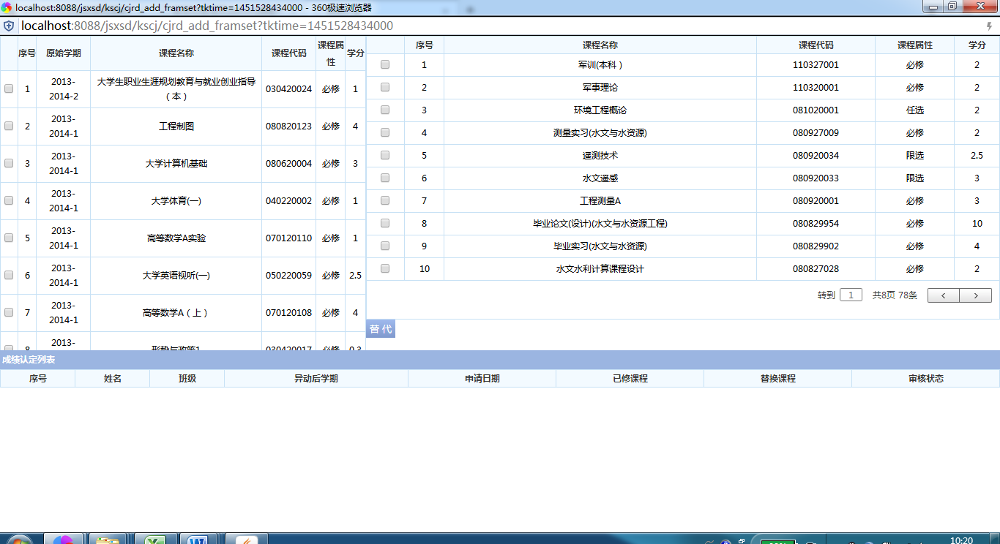 localhost:8088/jsxsd/kscj/cjrd_add_framset?tktime=1451528434000 - 360极速浏览器
localhost:8088/jsxsd/kscj/cjrd_add_framset?tktime=1451528434000
序号 原始学期 课程名称 课程代码 课程属性 学分
1 2013-2014-2 大学生职业生涯规划教育与就业创业指导（本） 030420024 必修 1
2 2013-2014-1 工程制图 080820123 必修 4
3 2013-2014-1 大学计算机基础 080620004 必修 3
4 2013-2014-1 大学体育(一) 040220002 必修 1
5 2013-2014-1 高等数学A实验 070120110 必修 1
6 2013-2014-1 大学英语视听(一) 050220059 必修 2.5
7 2013-2014-1 高等数学A（上） 070120108 必修 4
8 2013- 形势与政策1 030420017 必修 0.3
序号 课程名称 课程代码 课程属性 学分
1 军训(本科） 110327001 必修 2
2 军事理论 110320001 必修 2
3 环境工程概论 081020001 任选 2
4 测量实习(水文与水资源) 080927009 必修 2
5 遥测技术 080920034 限选 2.5
6 水文遥感 080920033 限选 3
7 工程测量A 080920001 必修 3
8 毕业论文(设计)(水文与水资源工程) 080829954 必修 10
9 毕业实习(水文与水资源) 080829902 必修 4
10 水文水利计算课程设计 080827028 必修 2
转到 1 共8页 78条 < >
替 代
成绩认定列表
序号 姓名 班级 异动后学期 申请日期 已修课程 替换课程 审核状态
10:20